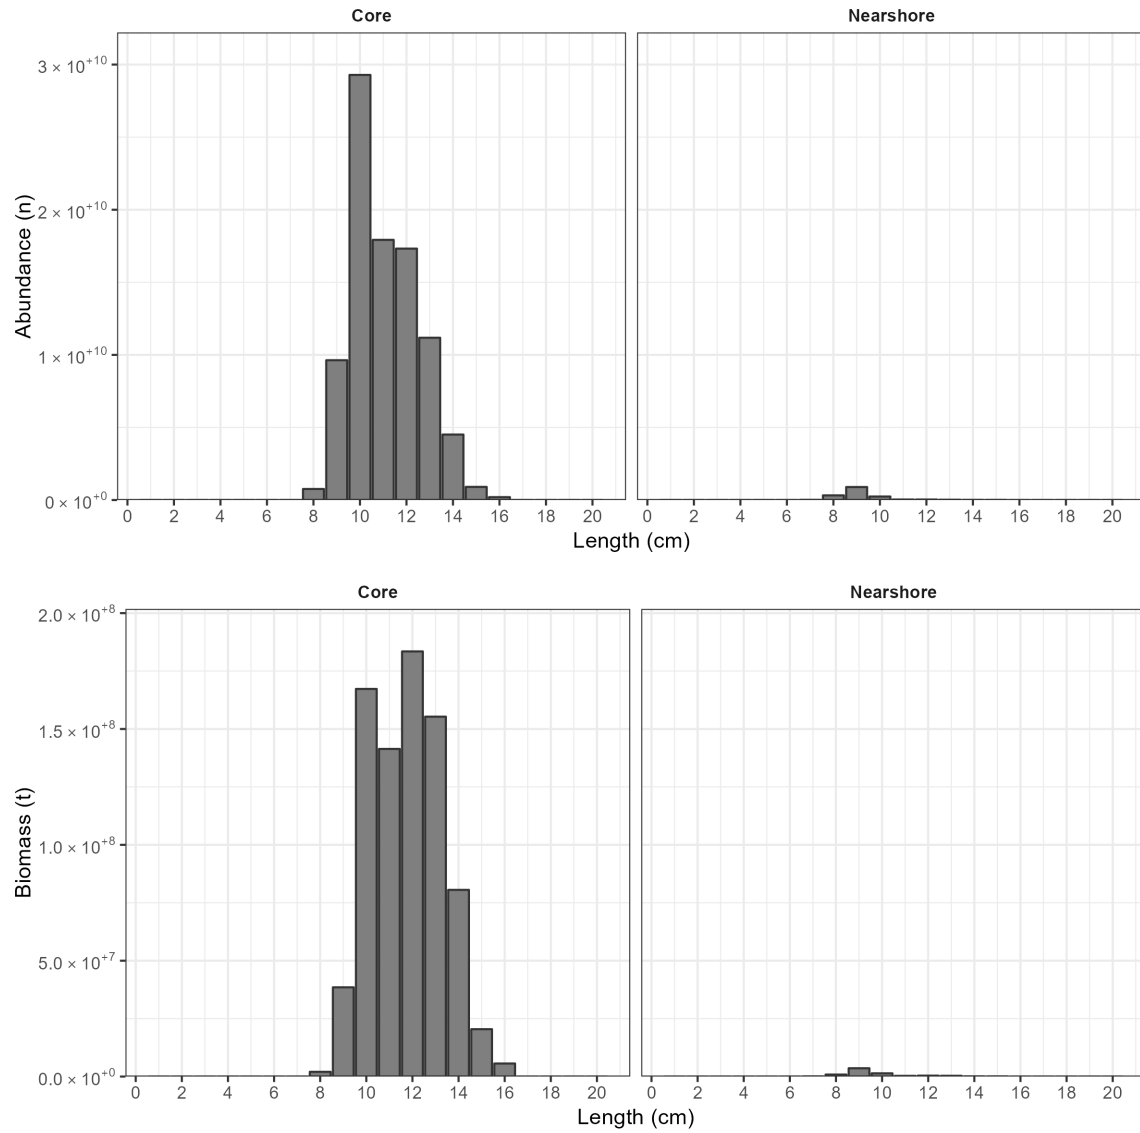 Core Nearshore
Abundance (n)
3 × 10⁺¹⁰
2 × 10⁺¹⁰
1 × 10⁺¹⁰
0 × 10⁺⁰
0 2 4 6 8 10 12 14 16 18 20 0 2 4 6 8 10 12 14 16 18 20
Length (cm)
Core Nearshore
Biomass (t)
2.0 × 10⁺⁸
1.5 × 10⁺⁸
1.0 × 10⁺⁸
5.0 × 10⁺⁷
0.0 × 10⁺⁰
0 2 4 6 8 10 12 14 16 18 20 0 2 4 6 8 10 12 14 16 18 20
Length (cm)